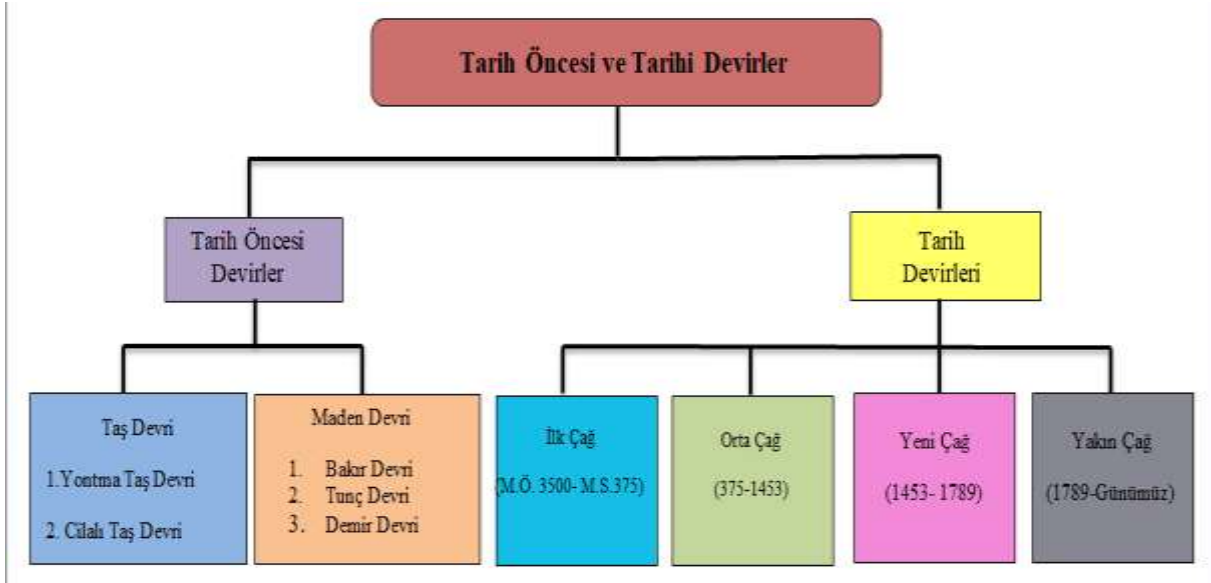 Tarih Öncesi ve Tarihi Devirler
Tarih Öncesi
Devirler
Tarih
Devirleri
Taş Devri
1.Yontma Taş Devri
2. Cilalı Taş Devri
Maden Devri
1. Bakır Devri
2. Tunç Devri
3. Demir Devri
İlk Çağ
(M.Ö. 3500- M.S.375)
Orta Çağ
(375-1453)
Yeni Çağ
(1453- 1789)
Yakın Çağ
(1789-Günümüz)